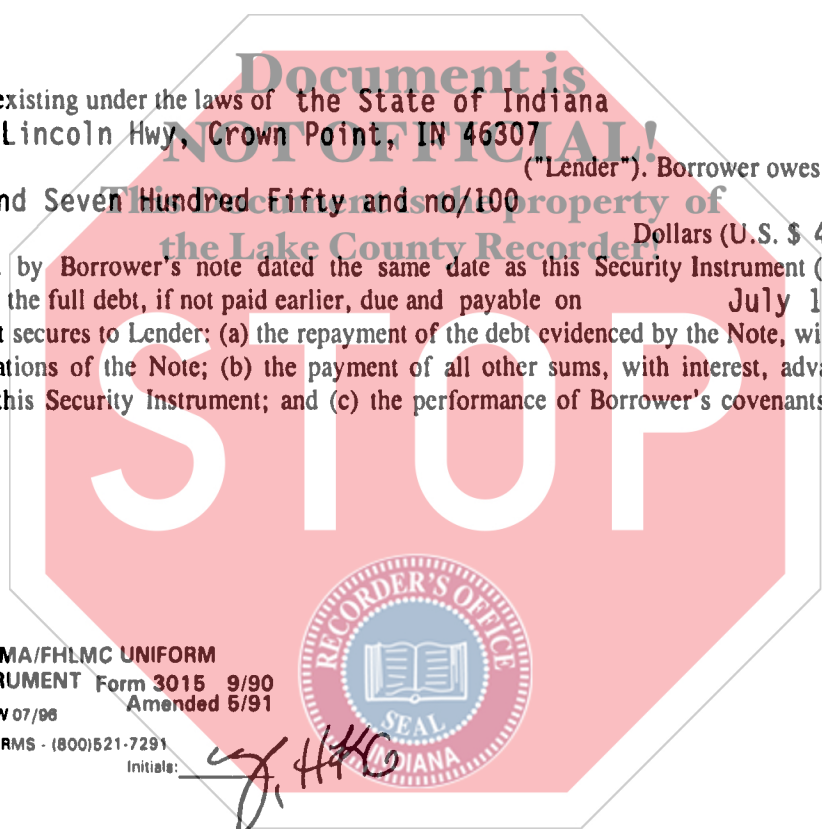 Document is
existing under the laws of the State of Indiana
Lincoln Hwy, Crown Point, IN 46307
NOT OFFICIAL!
("Lender"). Borrower owes
nd Seven Hundred Fifty and no/100
This Document is the property of
Dollars (U.S. $ 4
the Lake County Recorder!
by Borrower's note dated the same date as this Security Instrument (
the full debt, if not paid earlier, due and payable on July 1
t secures to Lender: (a) the repayment of the debt evidenced by the Note, wi
ations of the Note; (b) the payment of all other sums, with interest, adva
this Security Instrument; and (c) the performance of Borrower's covenants
STOP
RECORDER'S OFFICE
SEAL
INDIANA
MA/FHLMC UNIFORM
RUMENT Form 3015 9/90
Amended 5/91
W 07/96
RMS - (800)521-7291
Initials: